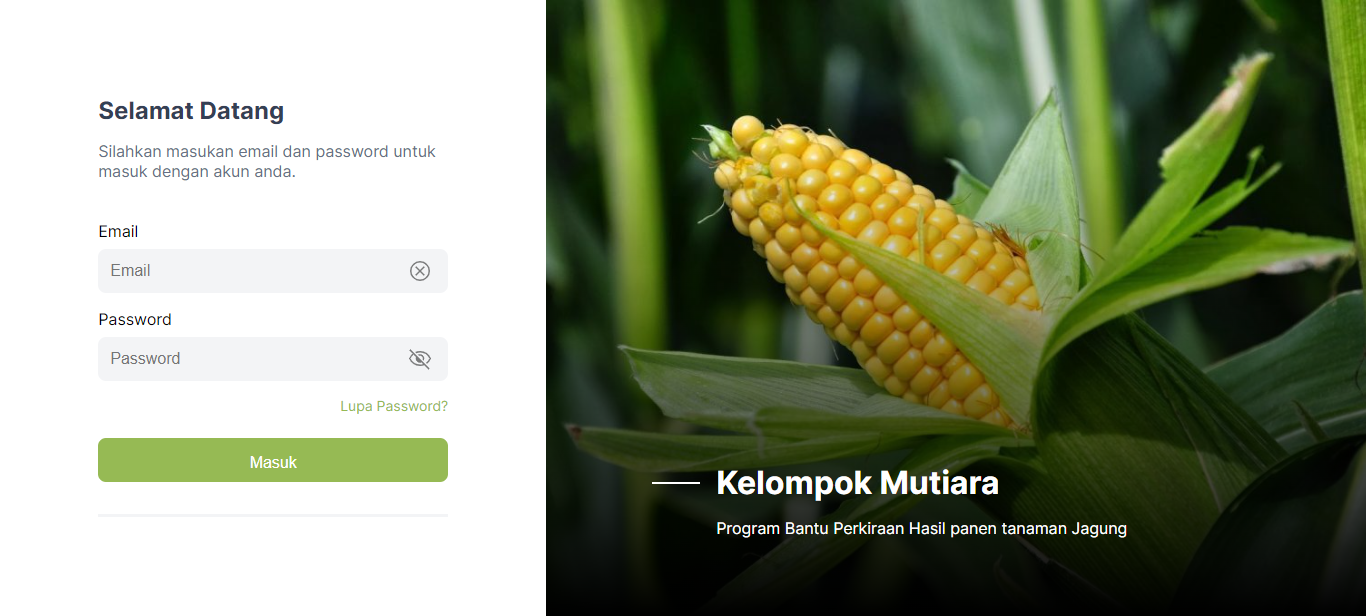 Selamat Datang
Silahkan masukan email dan password untuk
masuk dengan akun anda.
Email
Email
Password
Password
Lupa Password?
Masuk
Kelompok Mutiara
Program Bantu Perkiraan Hasil panen tanaman Jagung